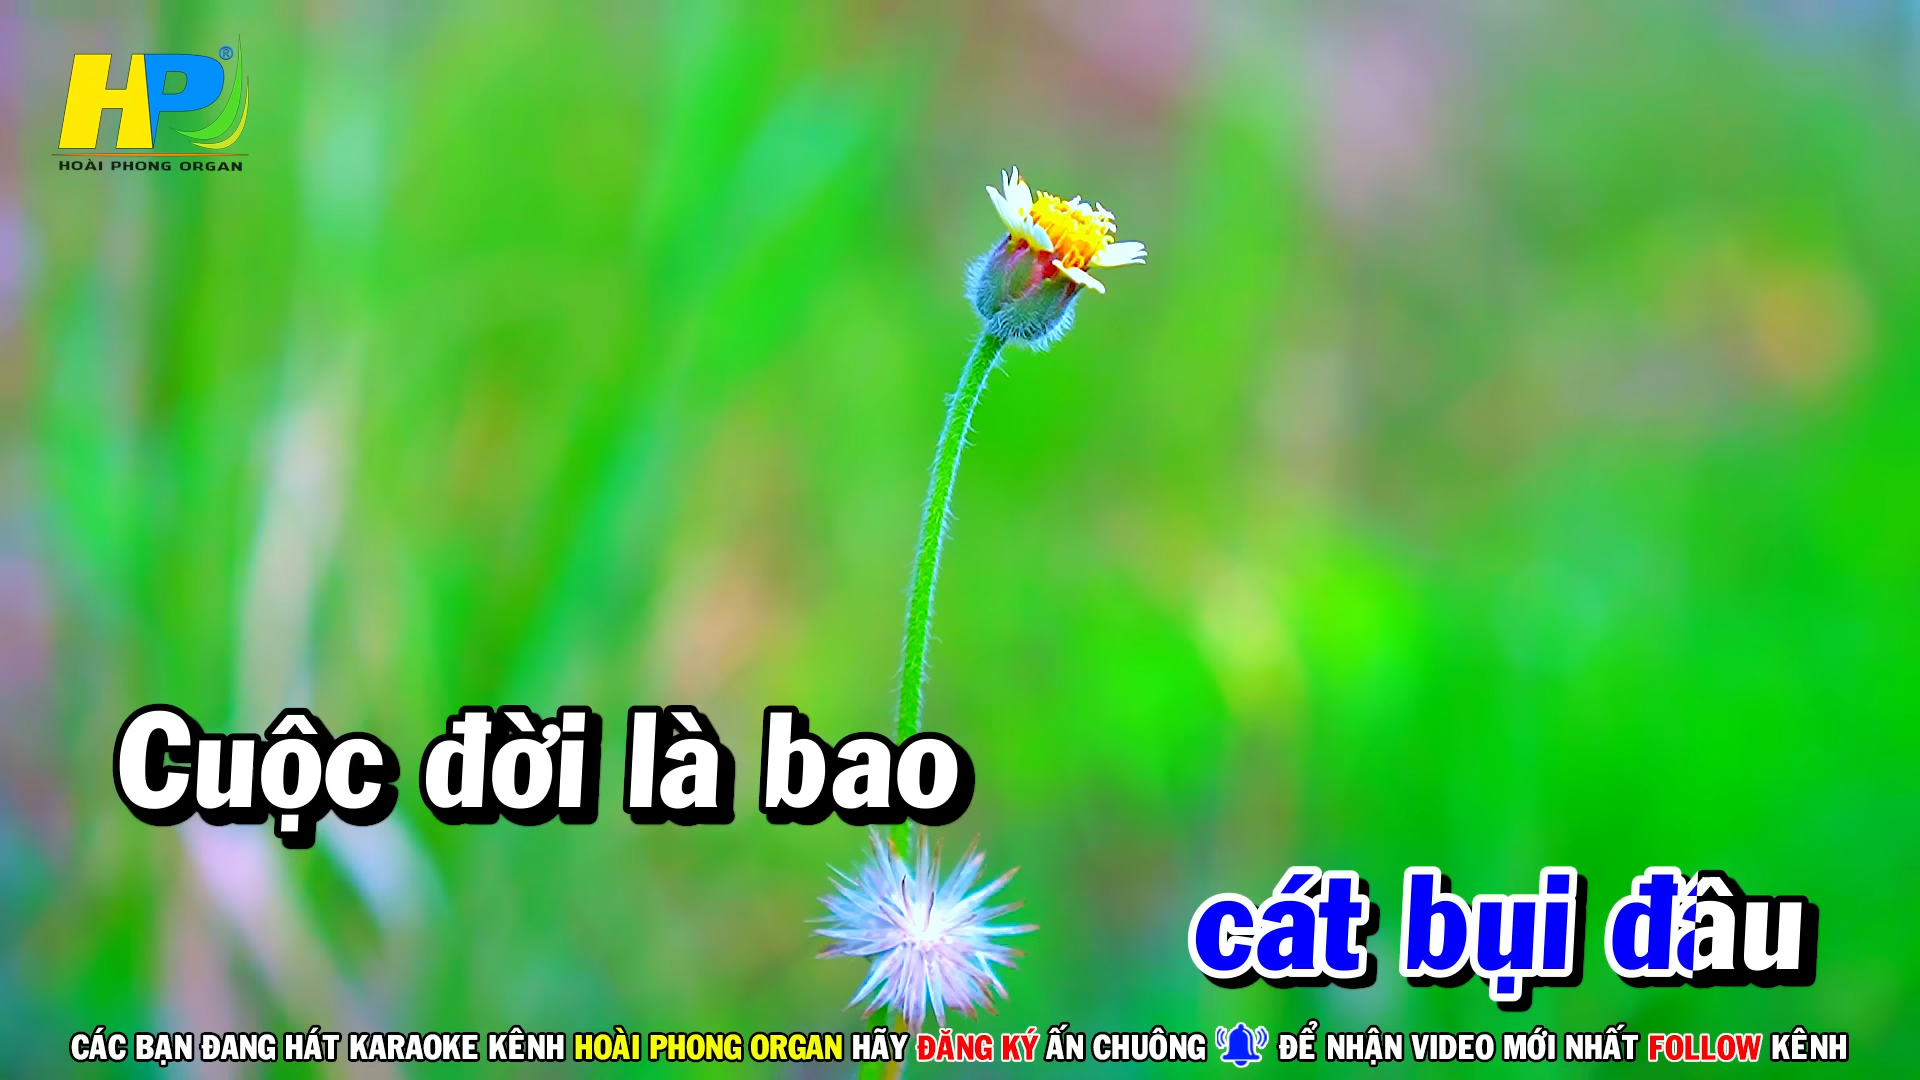 HP®
HOÀI PHONG ORGAN
Cuộc đời là bao
cát bụi đâu
CÁC BẠN ĐANG HÁT KARAOKE KÊNH HOÀI PHONG ORGAN HÃY ĐĂNG KÝ ẤN CHUÔNG ĐỂ NHẬN VIDEO MỚI NHẤT FOLLOW KÊNH